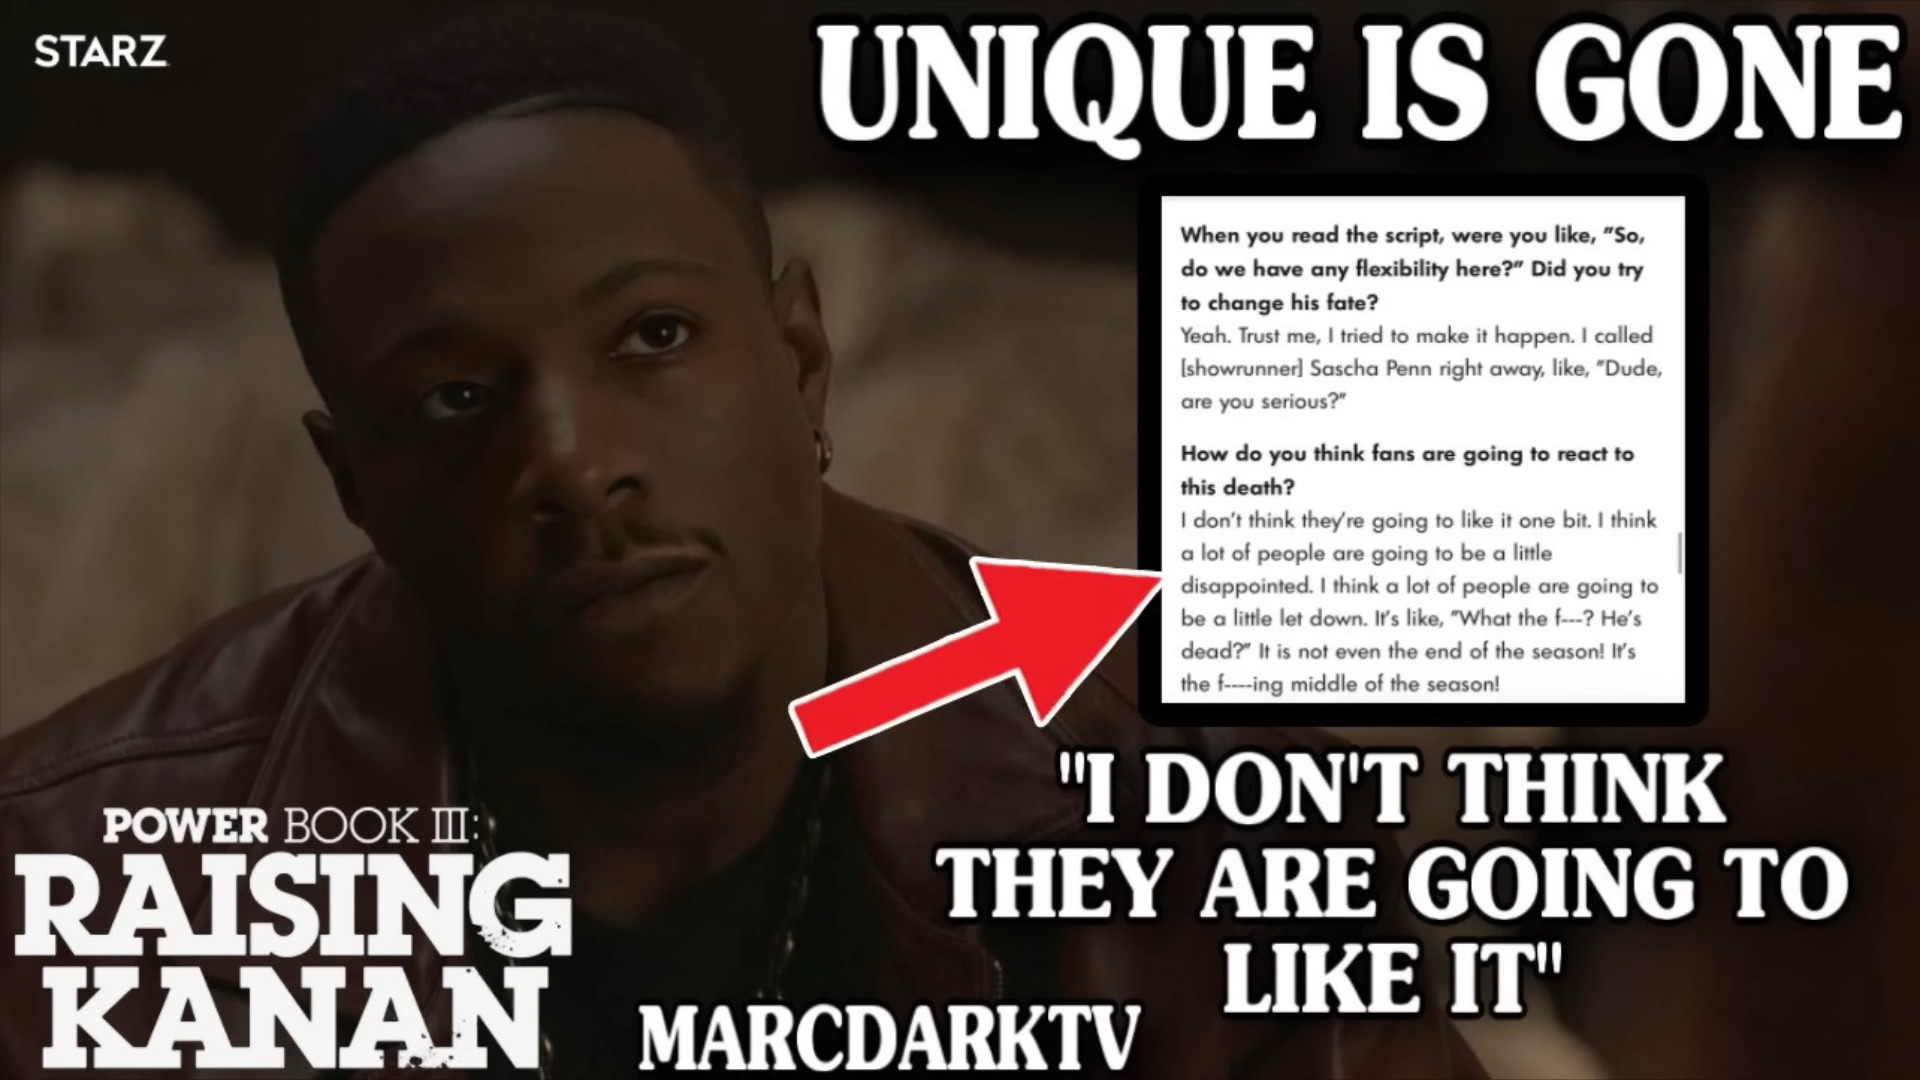 STARZ
UNIQUE IS GONE
When you read the script, were you like, "So,
do we have any flexibility here?" Did you try
to change his fate?
Yeah. Trust me, I tried to make it happen. I called
[showrunner] Sascha Penn right away, like, "Dude,
are you serious?"
How do you think fans are going to react to
this death?
I don't think they're going to like it one bit. I think
a lot of people are going to be a little
disappointed. I think a lot of people are going to
be a little let down. It's like, "What the f---? He's
dead?" It is not even the end of the season! It's
the f----ing middle of the season!
"I DON'T THINK
THEY ARE GOING TO
LIKE IT"
POWER BOOK III:
RAISING
KANAN
MARCDARKTV